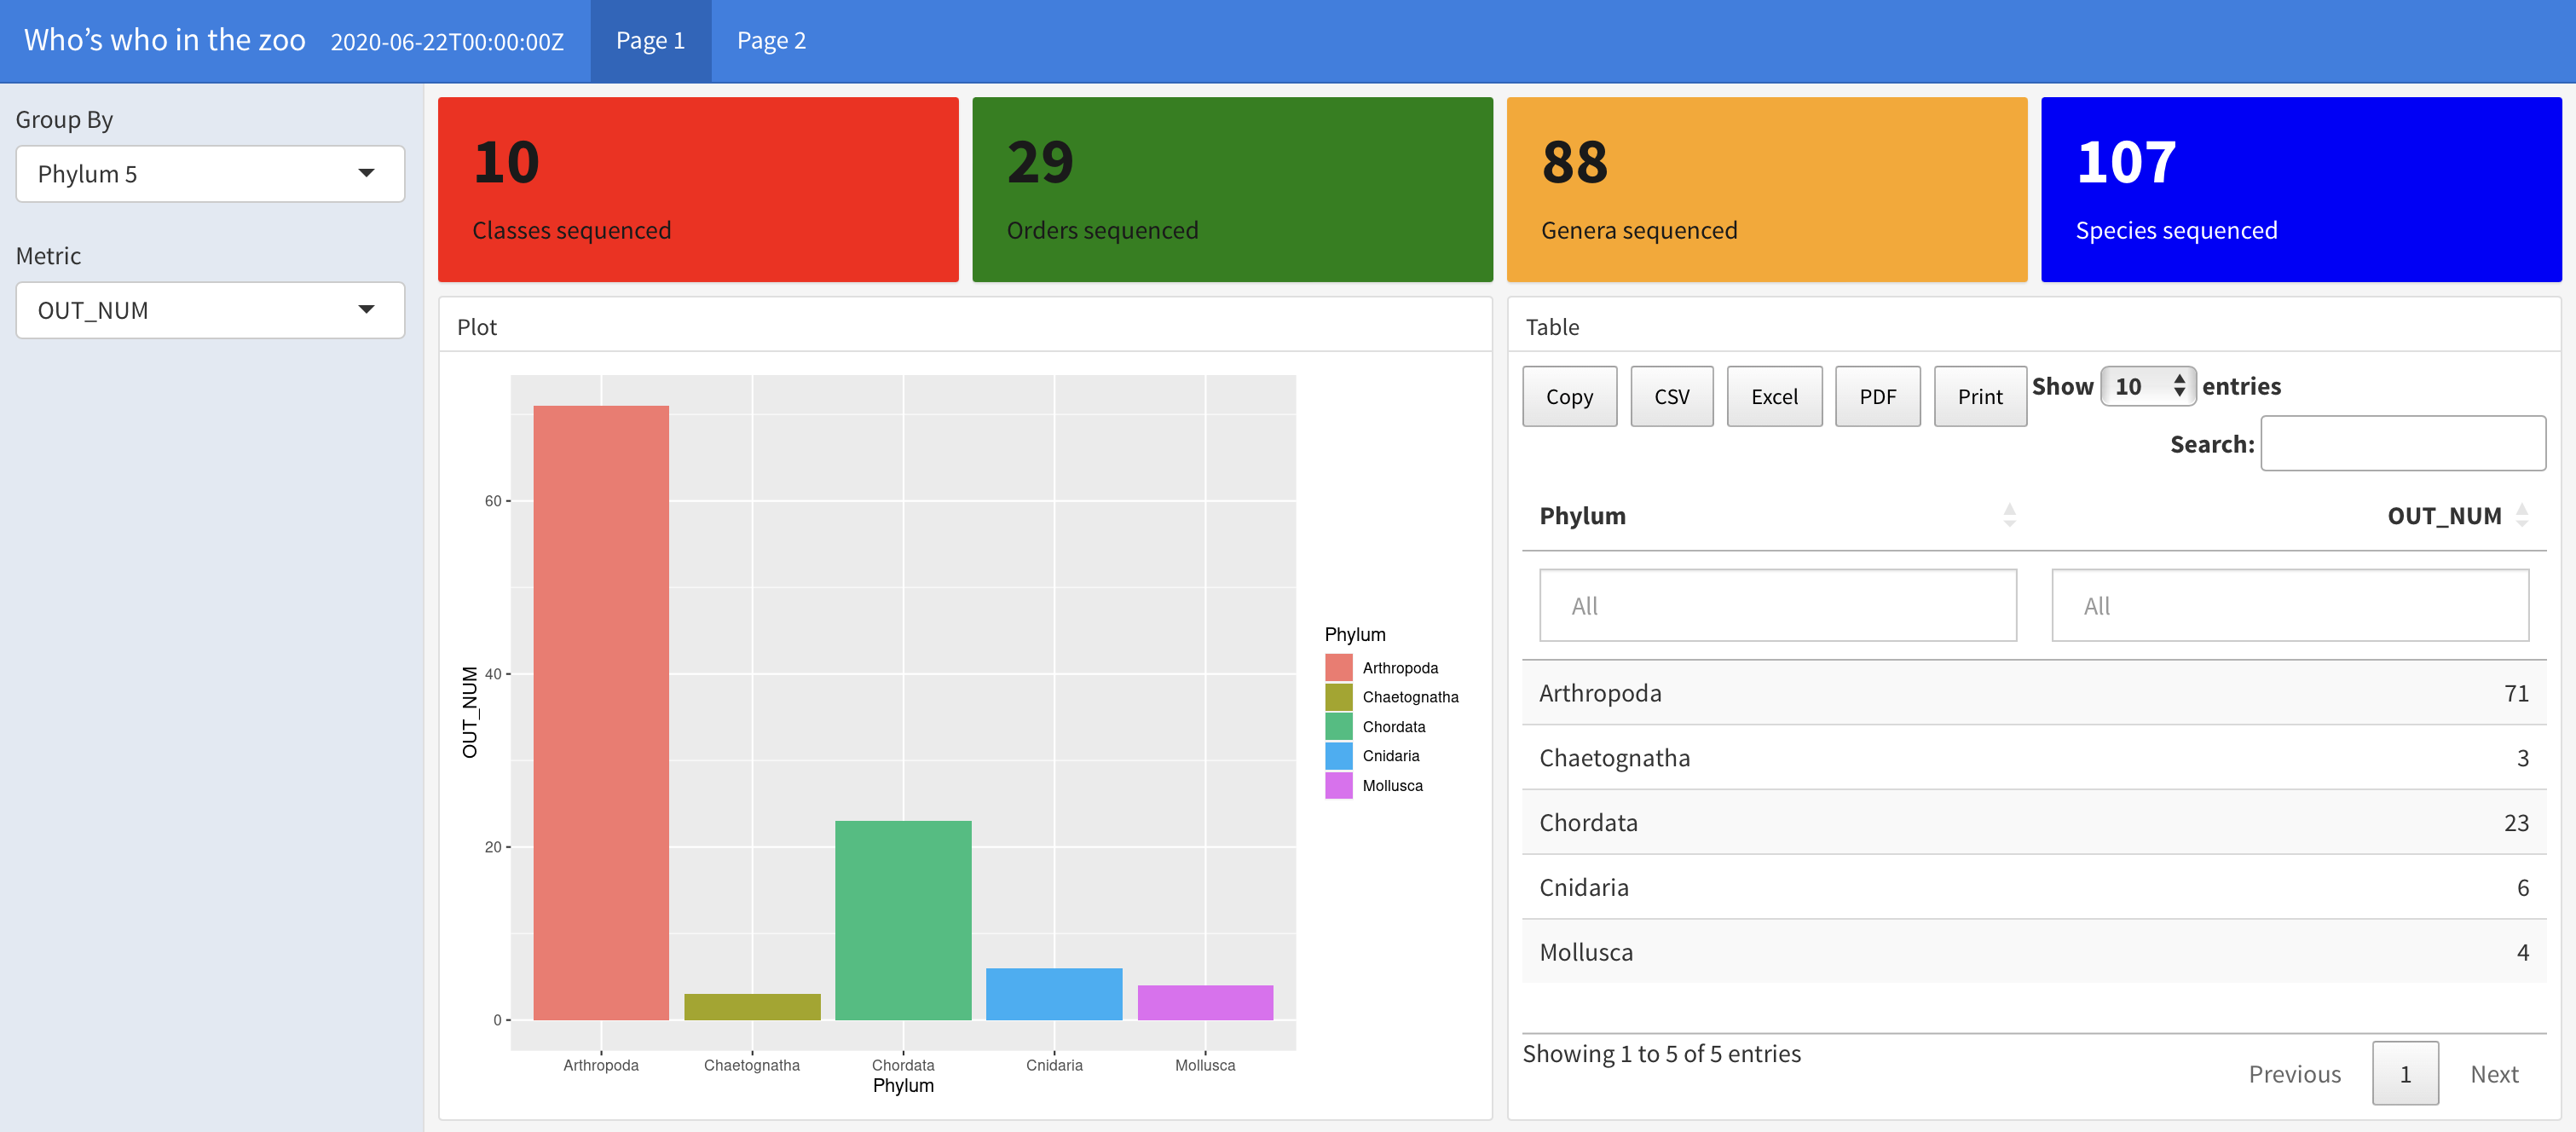 Who’s who in the zoo 2020-06-22T00:00:00Z Page 1 Page 2
Group By
Phylum 5
Metric
OUT_NUM
10
Classes sequenced
29
Orders sequenced
88
Genera sequenced
107
Species sequenced
Plot
OUT_NUM
60
40
20
0
Arthropoda Chaetognatha Chordata Cnidaria Mollusca
Phylum
Phylum
Arthropoda
Chaetognatha
Chordata
Cnidaria
Mollusca
Table
Copy CSV Excel PDF Print Show 10 entries
Search:
Phylum OUT_NUM
All All
Arthropoda 71
Chaetognatha 3
Chordata 23
Cnidaria 6
Mollusca 4
Showing 1 to 5 of 5 entries
Previous 1 Next